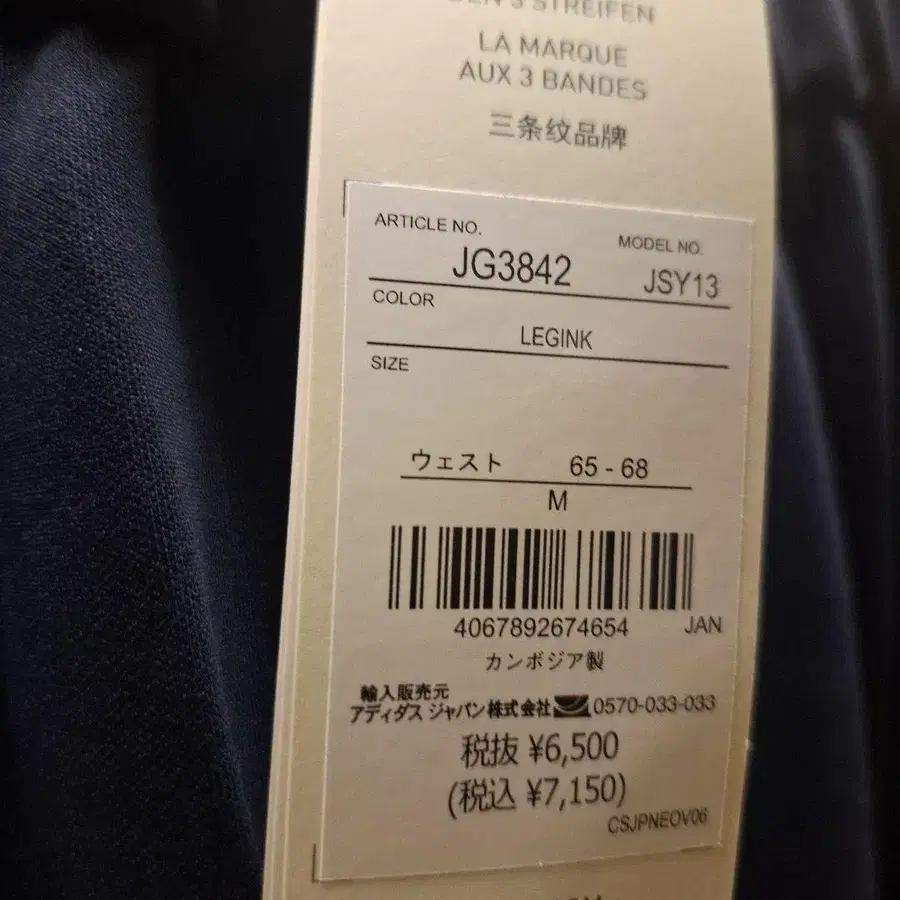 3 STREIFEN
LA MARQUE
AUX 3 BANDES
三条纹品牌
ARTICLE NO.
MODEL NO.
JG3842
JSY13
COLOR
LEGINK
SIZE
ウェスト 65 - 68
M
4067892674654 JAN
カンボジア製
輸入販売元
アディダス ジャパン株式会社 0570-033-033
税抜 ¥6,500
(税込 ¥7,150)
CSJPNEOV06